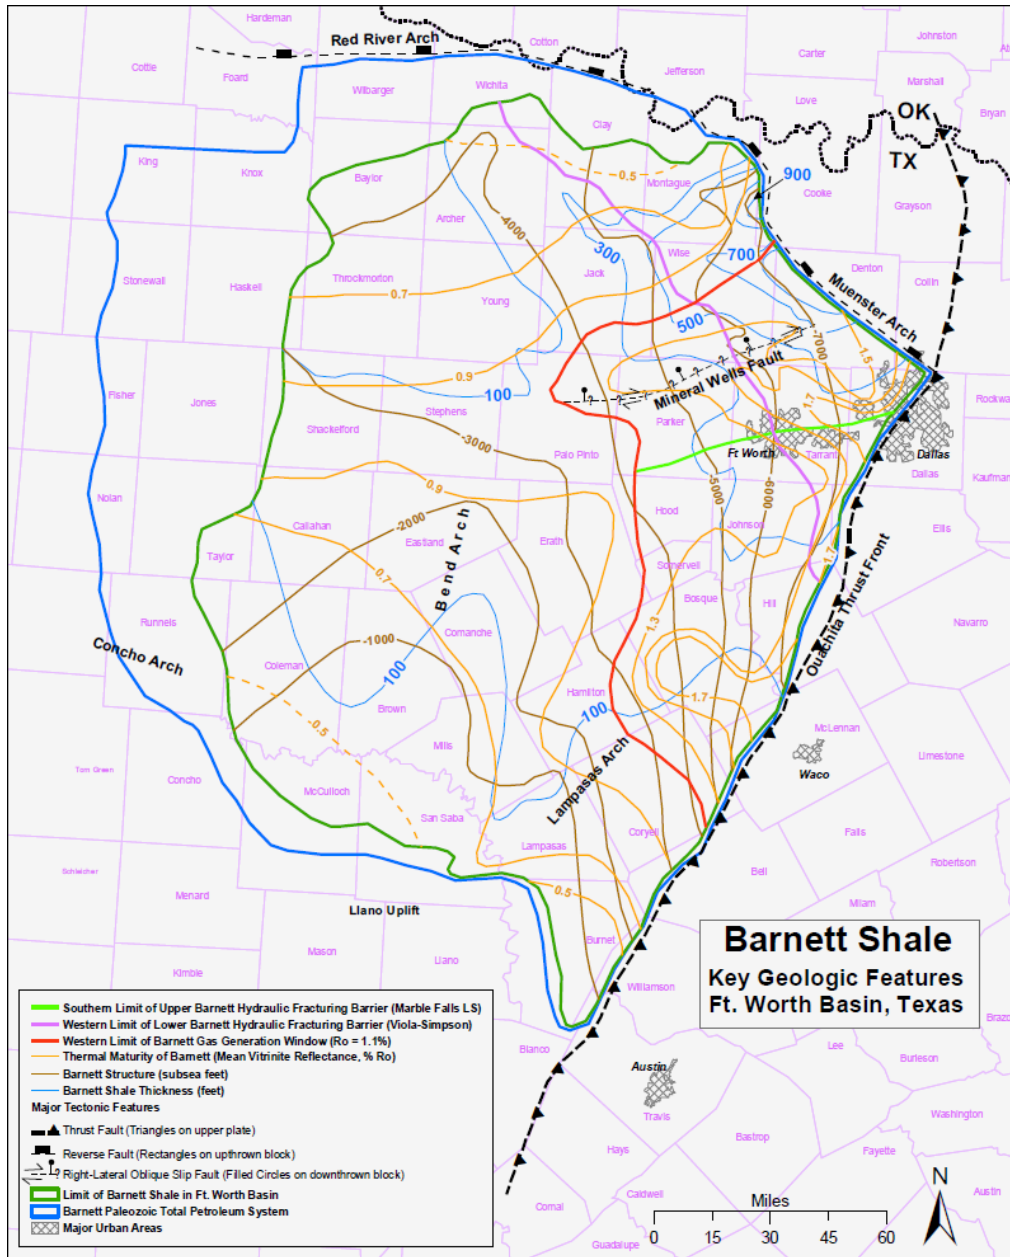 Hardeman
Red River Arch
Cotton
Johnston
Cottle
Foard
Wilbarger
Wichita
Jefferson
Carter
Marshall
Clay
Love
Bryan
OK
TX
King
Knox
Baylor
0.5
Montague
900
Cooke
Grayson
Archer
-4000
300
Wise
700
Denton
Collin
Stonewall
Haskell
Throckmorton
0.7
Young
Jack
500
Muenster Arch
-7000
1.5
Mineral Wells Fault
0.9
100
Fisher
Jones
Stephens
Shackelford
-3000
Palo Pinto
Parker
1.7
Ft Worth
Tarrant
Dallas
Dallas
Kaufman
Nolan
0.9
-2000
-5000
-6000
Callahan
Eastland
Erath
Hood
Johnson
Ellis
Taylor
Bend Arch
0.7
Somervell
Bosque
Hill
1.7
Ouachita Thrust Front
Runnels
Concho Arch
-1000
Comanche
1.3
Navarro
Coleman
100
Brown
Hamilton
100
1.7
-0.5
Mills
McLennan
Limestone
Waco
Tom Green
Concho
McCulloch
San Saba
Lampasas Arch
Lampasas
Coryell
Falls
Bell
Robertson
Schleicher
Menard
Llano Uplift
0.5
Milam
Mason
Llano
Burnet
Kimble
Williamson
Barnett Shale
Key Geologic Features
Ft. Worth Basin, Texas
Southern Limit of Upper Barnett Hydraulic Fracturing Barrier (Marble Falls LS)
Western Limit of Lower Barnett Hydraulic Fracturing Barrier (Viola-Simpson)
Western Limit of Barnett Gas Generation Window (Ro = 1.1%)
Thermal Maturity of Barnett (Mean Vitrinite Reflectance, % Ro)
Barnett Structure (subsea feet)
Barnett Shale Thickness (feet)
Major Tectonic Features
Thrust Fault (Triangles on upper plate)
Reverse Fault (Rectangles on upthrown block)
Right-Lateral Oblique Slip Fault (Filled Circles on downthrown block)
Limit of Barnett Shale in Ft. Worth Basin
Barnett Paleozoic Total Petroleum System
Major Urban Areas
Blanco
Austin
Travis
Lee
Burleson
Hays
Bastrop
Washington
Fayette
Comal
Caldwell
Austin
Guadalupe
Miles
0 15 30 45 60
N